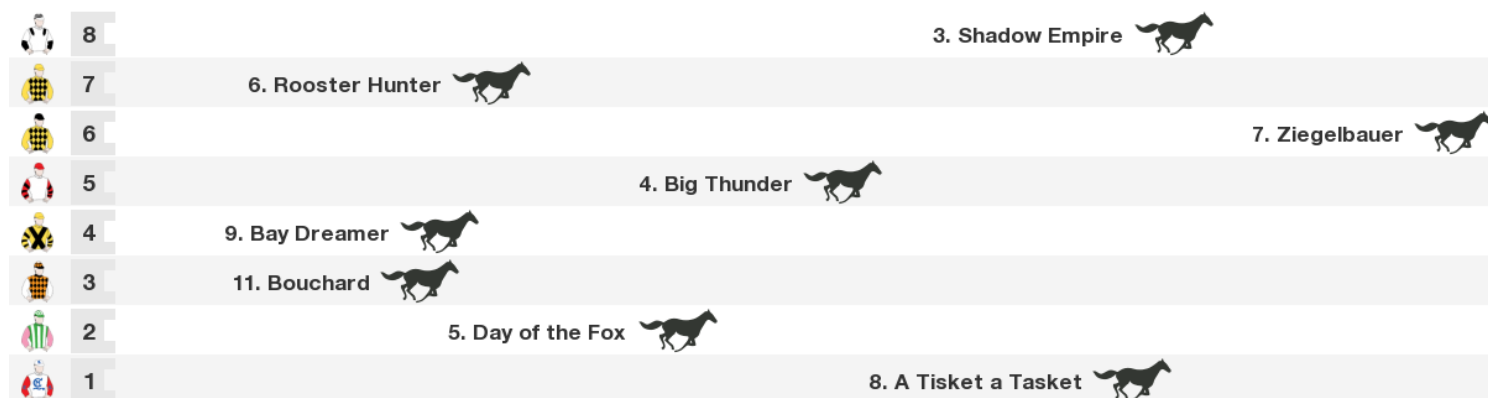 8 3. Shadow Empire
7 6. Rooster Hunter
6 7. Ziegelbauer
5 4. Big Thunder
4 9. Bay Dreamer
3 11. Bouchard
2 5. Day of the Fox
1 8. A Tisket a Tasket